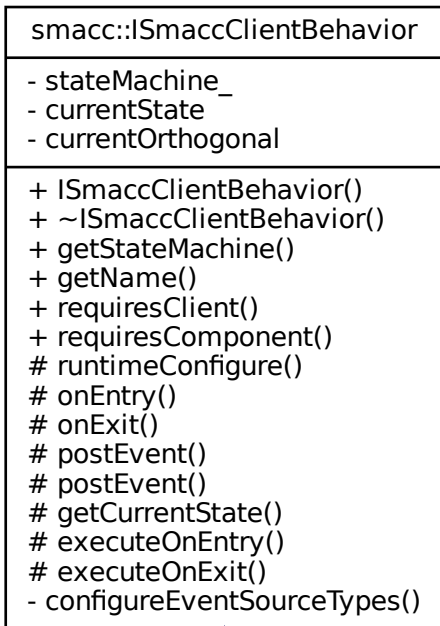 smacc::ISmaccClientBehavior
- stateMachine_
- currentState
- currentOrthogonal
+ ISmaccClientBehavior()
+ ~ISmaccClientBehavior()
+ getStateMachine()
+ getName()
+ requiresClient()
+ requiresComponent()
# runtimeConfigure()
# onEntry()
# onExit()
# postEvent()
# postEvent()
# getCurrentState()
# executeOnEntry()
# executeOnExit()
- configureEventSourceTypes()